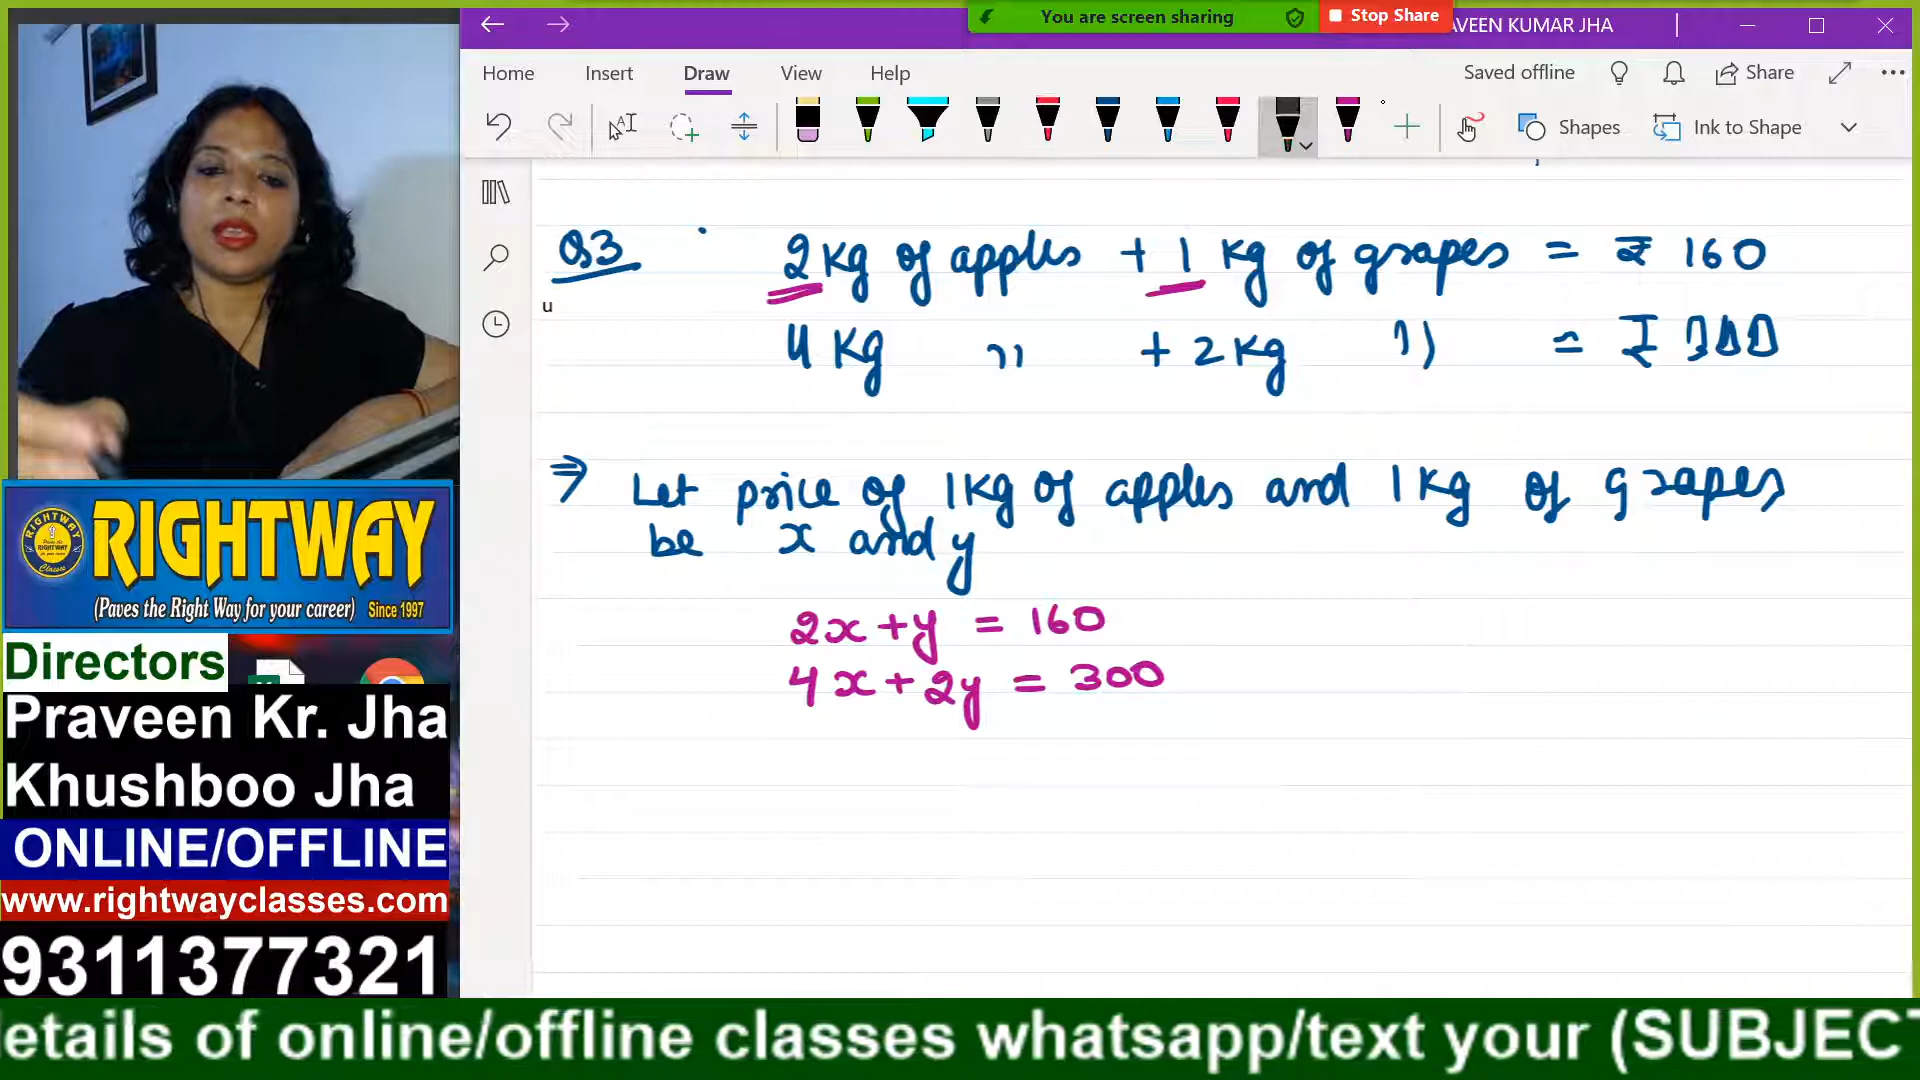 You are screen sharing
Stop Share
AVEEN KUMAR JHA
Home Insert Draw View Help
Saved offline
Share
Shapes
Ink to Shape
Q3 2 kg of apples + 1 kg of grapes = ₹ 160
u
4 kg " + 2 kg " = ₹ 300
⇒ Let price of 1 kg of apples and 1 kg of grapes
be x and y
2x + y = 160
4x + 2y = 300
RIGHTWAY
RIGHTWAY
Classes
(Paves the Right Way for your career) Since 1997
Directors
Praveen Kr. Jha
Khushboo Jha
ONLINE/OFFLINE
www.rightwayclasses.com
9311377321
etails of online/offline classes whatsapp/text your (SUBJEC